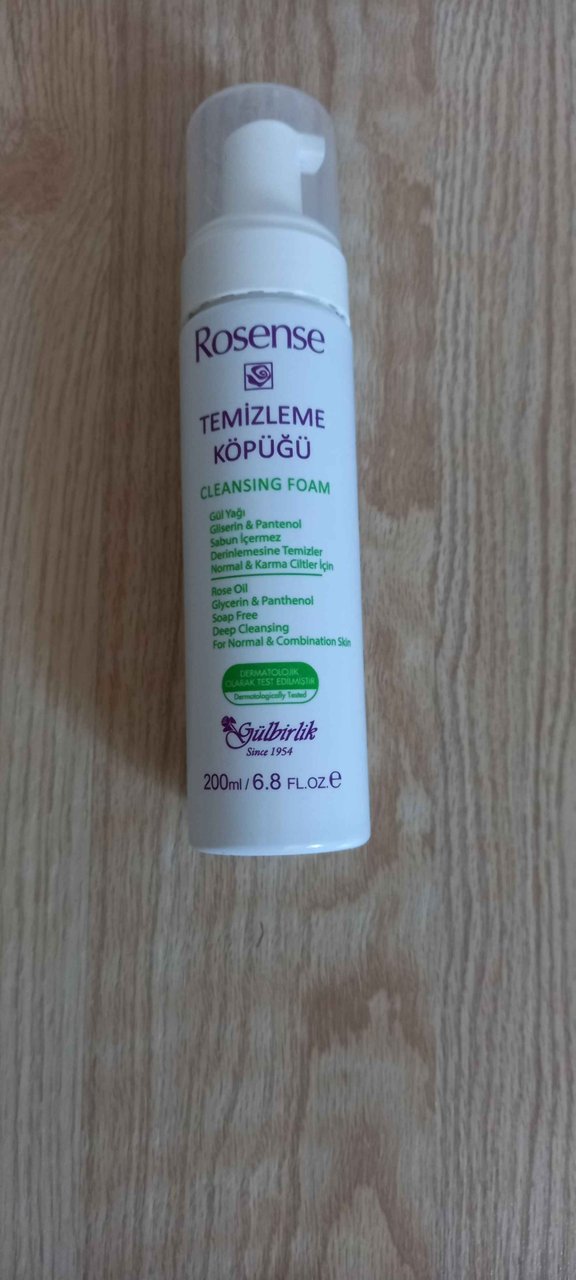 Rosense
TEMİZLEME
KÖPÜĞÜ
CLEANSING FOAM
Gül Yağı
Gliserin & Pantenol
Sabun İçermez
Derinlemesine Temizler
Normal & Karma Ciltler İçin
Rose Oil
Glycerin & Panthenol
Soap Free
Deep Cleansing
For Normal & Combination Skin
DERMATOLOJİK
OLARAK TEST EDİLMİŞTİR
Dermatologically Tested
Gülbirlik
Since 1954
200ml / 6.8 FL.OZ.e